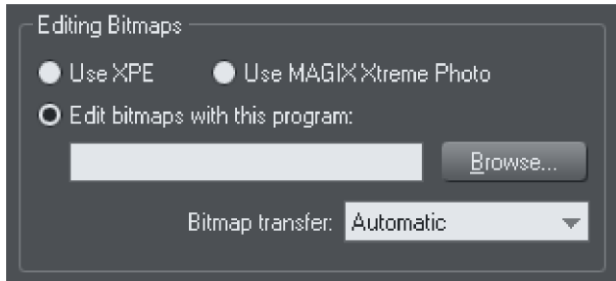 Editing Bitmaps
Use XPE Use MAGIX Xtreme Photo
Edit bitmaps with this program:
Browse...
Bitmap transfer: Automatic